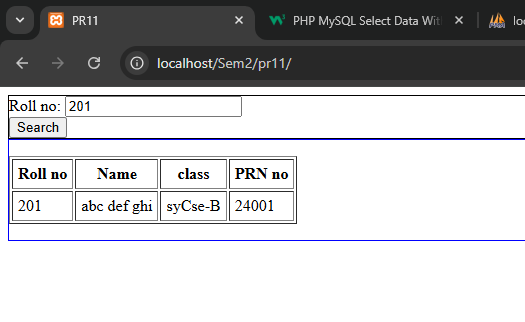 PR11
PHP MySQL Select Data Wit
localhost/Sem2/pr11/
Roll no: 201
Search
Roll no Name class PRN no
201 abc def ghi syCse-B 24001